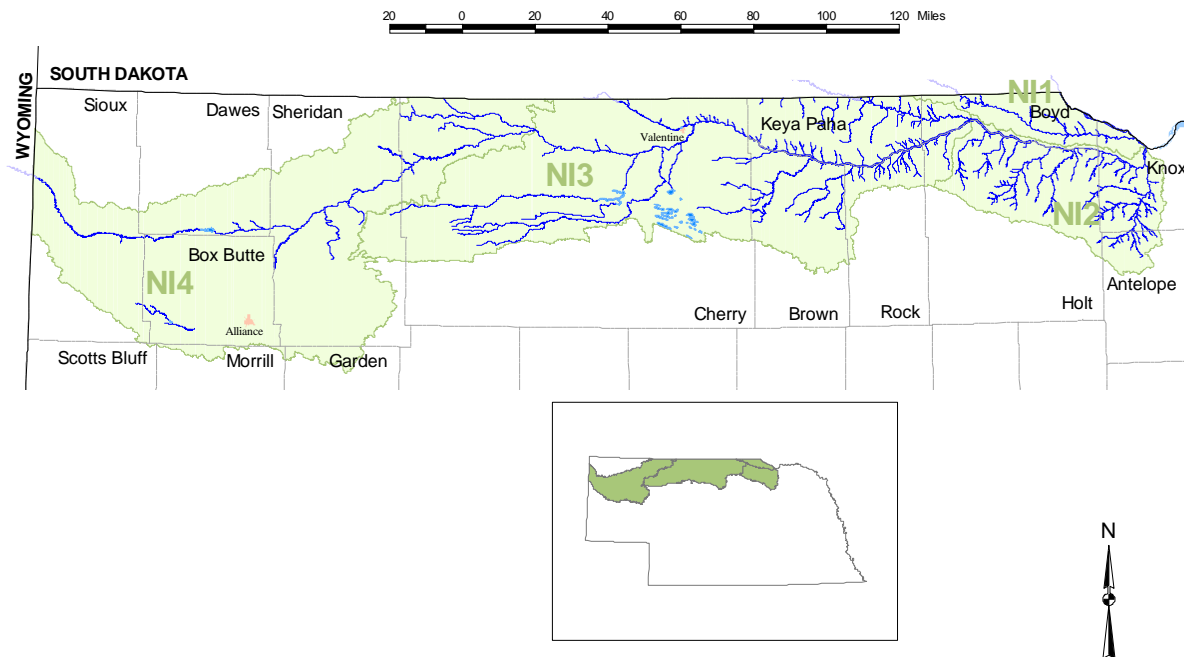 20 0 20 40 60 80 100 120 Miles
SOUTH DAKOTA
WYOMING
Sioux
Dawes
Sheridan
Valentine
Keya Paha
NI1
Boyd
Knox
NI3
NI2
Box Butte
NI4
Alliance
Antelope
Holt
Cherry
Brown
Rock
Scotts Bluff
Morrill
Garden
N